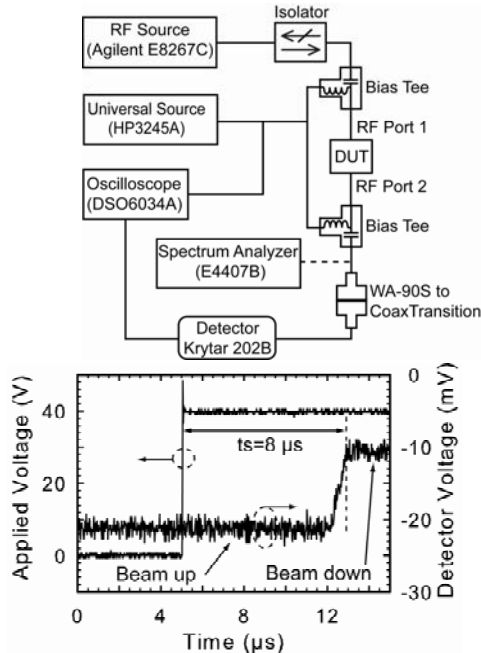 RF Source
(Agilent E8267C)
Isolator
Bias Tee
Universal Source
(HP3245A)
RF Port 1
DUT
Oscilloscope
(DSO6034A)
RF Port 2
Bias Tee
Spectrum Analyzer
(E4407B)
WA-90S to
CoaxTransition
Detector
Krytar 202B
Applied Voltage (V)
40
20
0
ts=8 µs
Beam up
Beam down
0
-10
-20
-30
Detector Voltage (mV)
0
4
8
12
Time (µs)